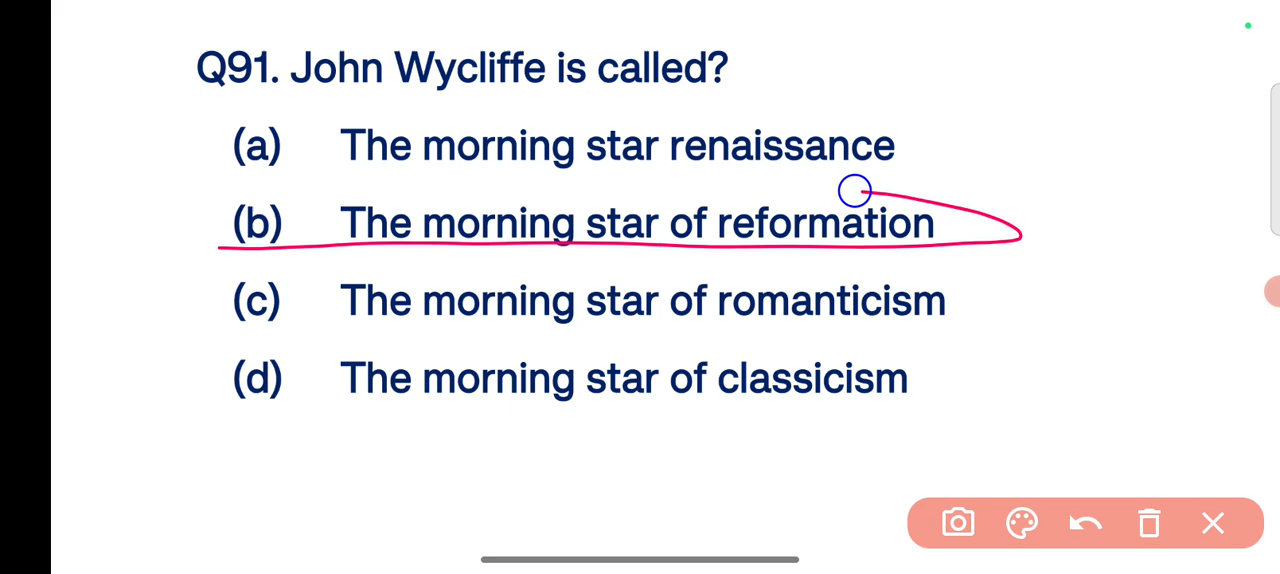 Q91. John Wycliffe is called?
(a) The morning star renaissance
(b) The morning star of reformation
(c) The morning star of romanticism
(d) The morning star of classicism